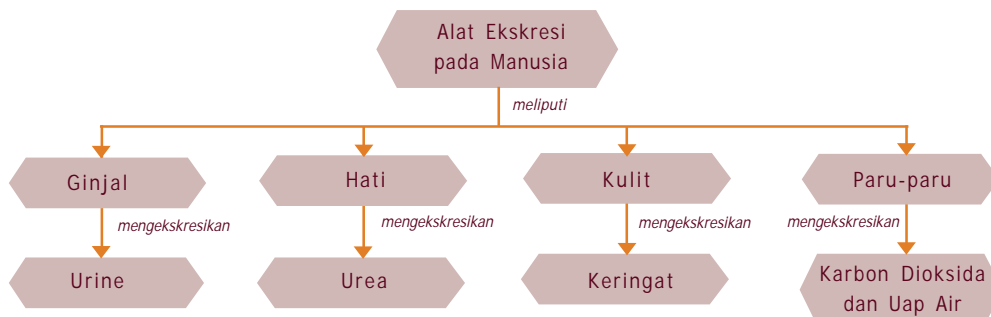 Alat Ekskresi
pada Manusia
meliputi
Ginjal
Hati
Kulit
Paru-paru
mengekskresikan
mengekskresikan
mengekskresikan
mengekskresikan
Urine
Urea
Keringat
Karbon Dioksida
dan Uap Air